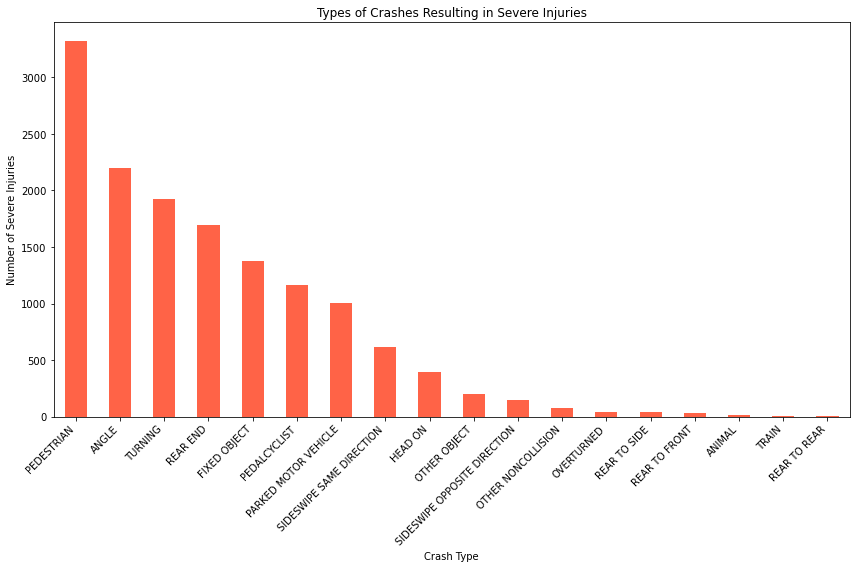 Types of Crashes Resulting in Severe Injuries
Number of Severe Injuries
3000
2500
2000
1500
1000
500
0
PEDESTRIAN
ANGLE
TURNING
REAR END
FIXED OBJECT
PEDALCYCLIST
PARKED MOTOR VEHICLE
SIDESWIPE SAME DIRECTION
HEAD ON
OTHER OBJECT
SIDESWIPE OPPOSITE DIRECTION
OTHER NONCOLLISION
OVERTURNED
REAR TO SIDE
REAR TO FRONT
ANIMAL
TRAIN
REAR TO REAR
Crash Type